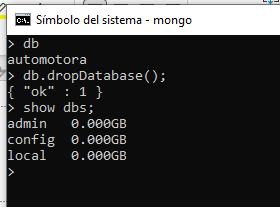 Símbolo del sistema - mongo
> db
automotora
> db.dropDatabase();
{ "ok" : 1 }
> show dbs;
admin   0.000GB
config  0.000GB
local   0.000GB
>